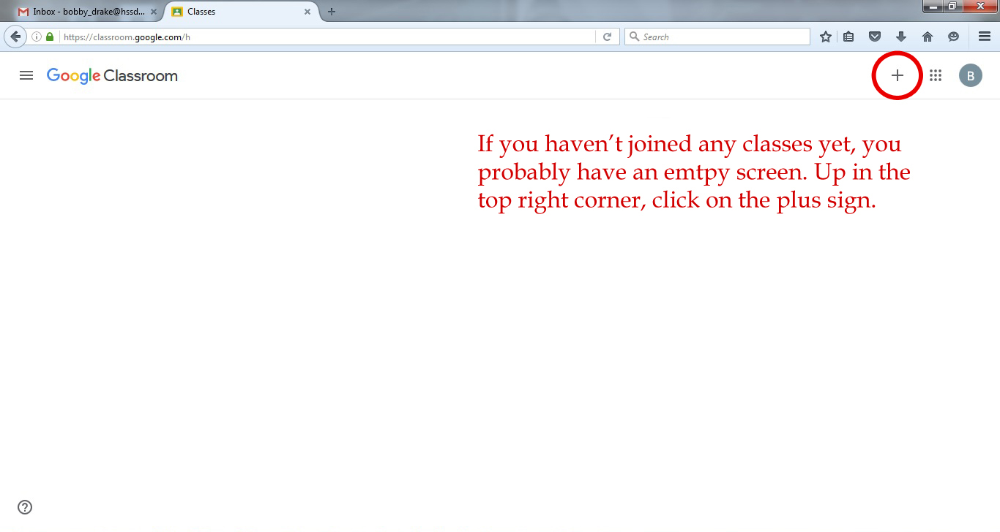 Inbox - bobby_drake@hssd...
Classes
https://classroom.google.com/h
Search
Google Classroom
B
If you haven’t joined any classes yet, you
probably have an emtpy screen. Up in the
top right corner, click on the plus sign.